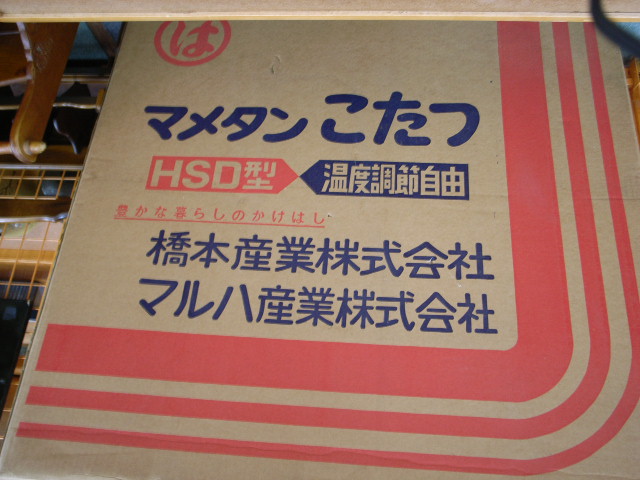 は
マメタン こたつ
HSD型 温度調節自由
豊かな暮らしのかけはし
橋本産業株式会社
マルハ産業株式会社